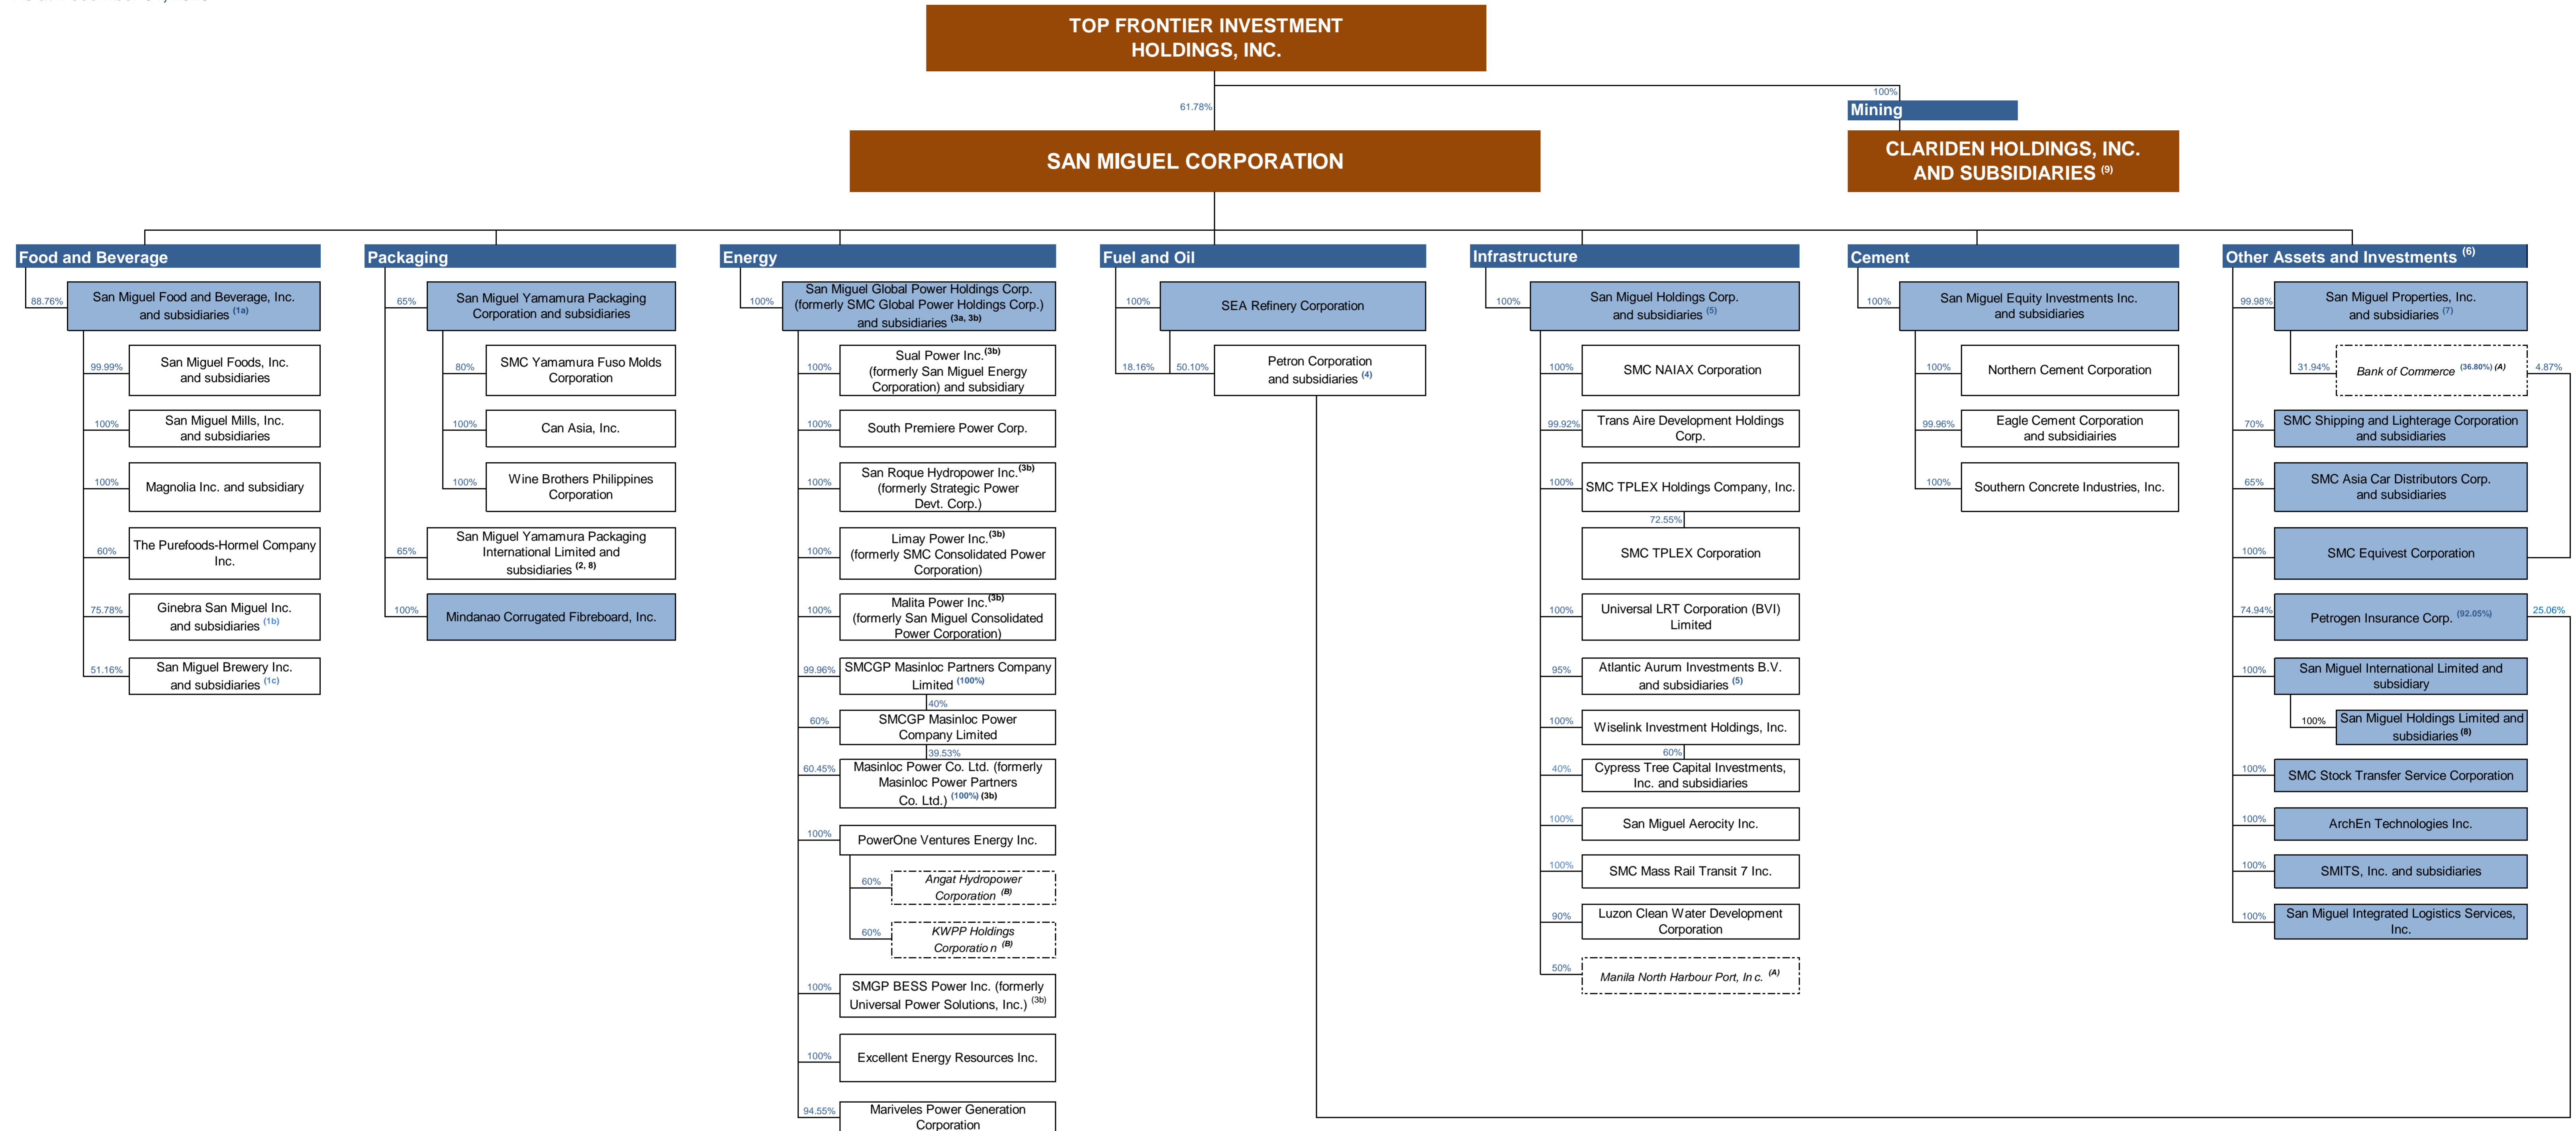 TOP FRONTIER INVESTMENT
HOLDINGS, INC.
61.78%
100%
Mining
SAN MIGUEL CORPORATION
CLARIDEN HOLDINGS, INC.
AND SUBSIDIARIES (9)
Food and Beverage
88.76%
San Miguel Food and Beverage, Inc.
and subsidiaries (1a)
99.99%
San Miguel Foods, Inc.
and subsidiaries
100%
San Miguel Mills, Inc.
and subsidiaries
100%
Magnolia Inc. and subsidiary
60%
The Purefoods-Hormel Company
Inc.
75.78%
Ginebra San Miguel Inc.
and subsidiaries (1b)
51.16%
San Miguel Brewery Inc.
and subsidiaries (1c)
Packaging
65%
San Miguel Yamamura Packaging
Corporation and subsidiaries
80%
SMC Yamamura Fuso Molds
Corporation
100%
Can Asia, Inc.
100%
Wine Brothers Philippines
Corporation
65%
San Miguel Yamamura Packaging
International Limited and
subsidiaries (2, 8)
100%
Mindanao Corrugated Fibreboard, Inc.
Energy
100%
San Miguel Global Power Holdings Corp.
(formerly SMC Global Power Holdings Corp.)
and subsidiaries (3a, 3b)
100%
Sual Power Inc.(3b)
(formerly San Miguel Energy
Corporation) and subsidiary
100%
South Premiere Power Corp.
100%
San Roque Hydropower Inc.(3b)
(formerly Strategic Power
Devt. Corp.)
100%
Limay Power Inc.(3b)
(formerly SMC Consolidated Power
Corporation)
100%
Malita Power Inc.(3b)
(formerly San Miguel Consolidated
Power Corporation)
99.96%
SMCGP Masinloc Partners Company
Limited (100%)
40%
60%
SMCGP Masinloc Power
Company Limited
39.53%
60.45%
Masinloc Power Co. Ltd. (formerly
Masinloc Power Partners
Co. Ltd.) (100%) (3b)
100%
PowerOne Ventures Energy Inc.
60%
Angat Hydropower
Corporation (B)
60%
KWPP Holdings
Corporatio n (B)
100%
SMGP BESS Power Inc. (formerly
Universal Power Solutions, Inc.) (3b)
100%
Excellent Energy Resources Inc.
94.55%
Mariveles Power Generation
Corporation
Fuel and Oil
100%
SEA Refinery Corporation
18.16%
50.10%
Petron Corporation
and subsidiaries (4)
Infrastructure
100%
San Miguel Holdings Corp.
and subsidiaries (5)
100%
SMC NAIAX Corporation
99.92%
Trans Aire Development Holdings
Corp.
100%
SMC TPLEX Holdings Company, Inc.
72.55%
SMC TPLEX Corporation
100%
Universal LRT Corporation (BVI)
Limited
95%
Atlantic Aurum Investments B.V.
and subsidiaries (5)
100%
Wiselink Investment Holdings, Inc.
60%
40%
Cypress Tree Capital Investments,
Inc. and subsidiaries
100%
San Miguel Aerocity Inc.
100%
SMC Mass Rail Transit 7 Inc.
90%
Luzon Clean Water Development
Corporation
50%
Manila North Harbour Port, In c. (A)
Cement
100%
San Miguel Equity Investments Inc.
and subsidiaries
100%
Northern Cement Corporation
99.96%
Eagle Cement Corporation
and subsidiairies
100%
Southern Concrete Industries, Inc.
Other Assets and Investments (6)
99.98%
San Miguel Properties, Inc.
and subsidiaries (7)
31.94%
Bank of Commerce (36.80%) (A)
4.87%
70%
SMC Shipping and Lighterage Corporation
and subsidiaries
65%
SMC Asia Car Distributors Corp.
and subsidiaries
100%
SMC Equivest Corporation
74.94%
Petrogen Insurance Corp. (92.05%)
25.06%
100%
San Miguel International Limited and
subsidiary
100%
San Miguel Holdings Limited and
subsidiaries (8)
100%
SMC Stock Transfer Service Corporation
100%
ArchEn Technologies Inc.
100%
SMITS, Inc. and subsidiaries
100%
San Miguel Integrated Logistics Services,
Inc.